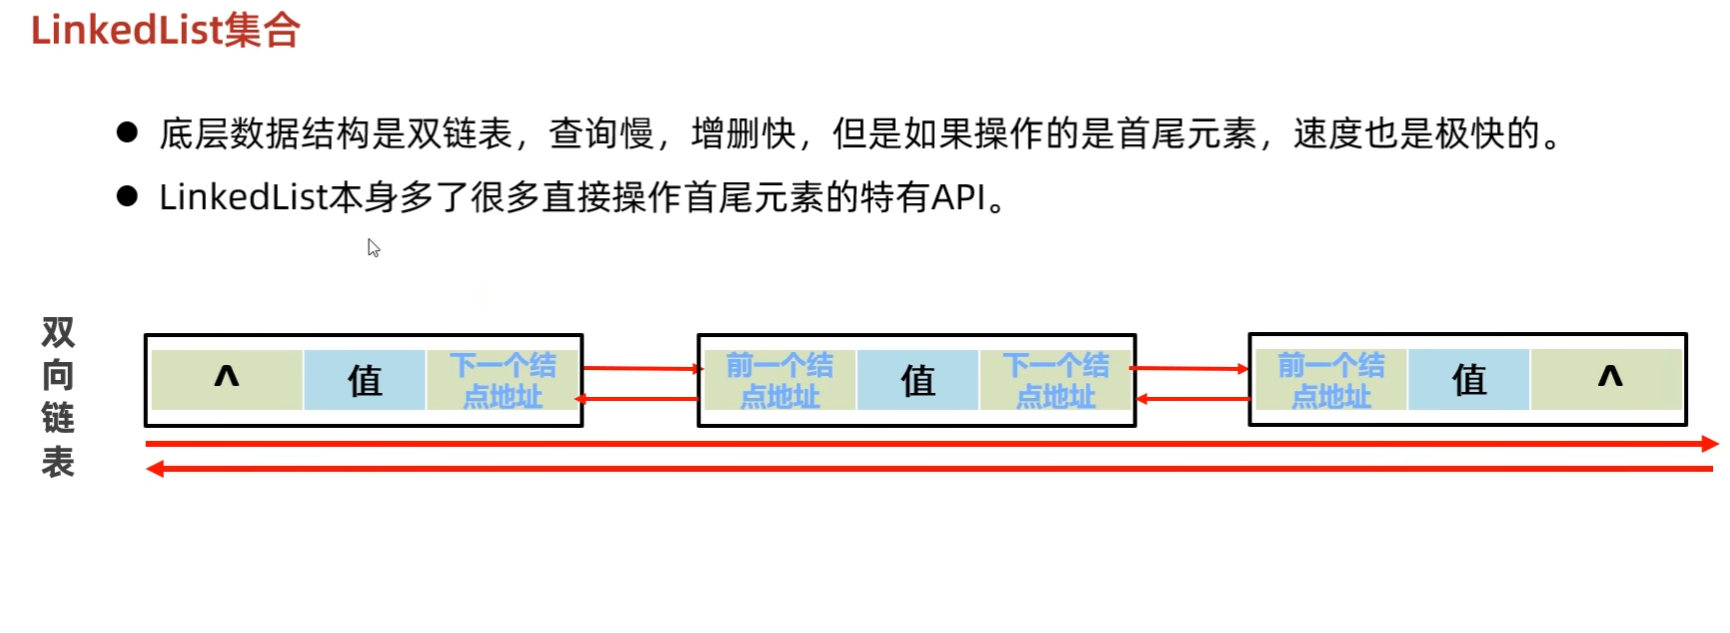 LinkedList集合
● 底层数据结构是双链表，查询慢，增删快，但是如果操作的是首尾元素，速度也是极快的。
● LinkedList本身多了很多直接操作首尾元素的特有API。
双向链表
^
值
下一个结
点地址
前一个结
点地址
值
下一个结
点地址
前一个结
点地址
值
^